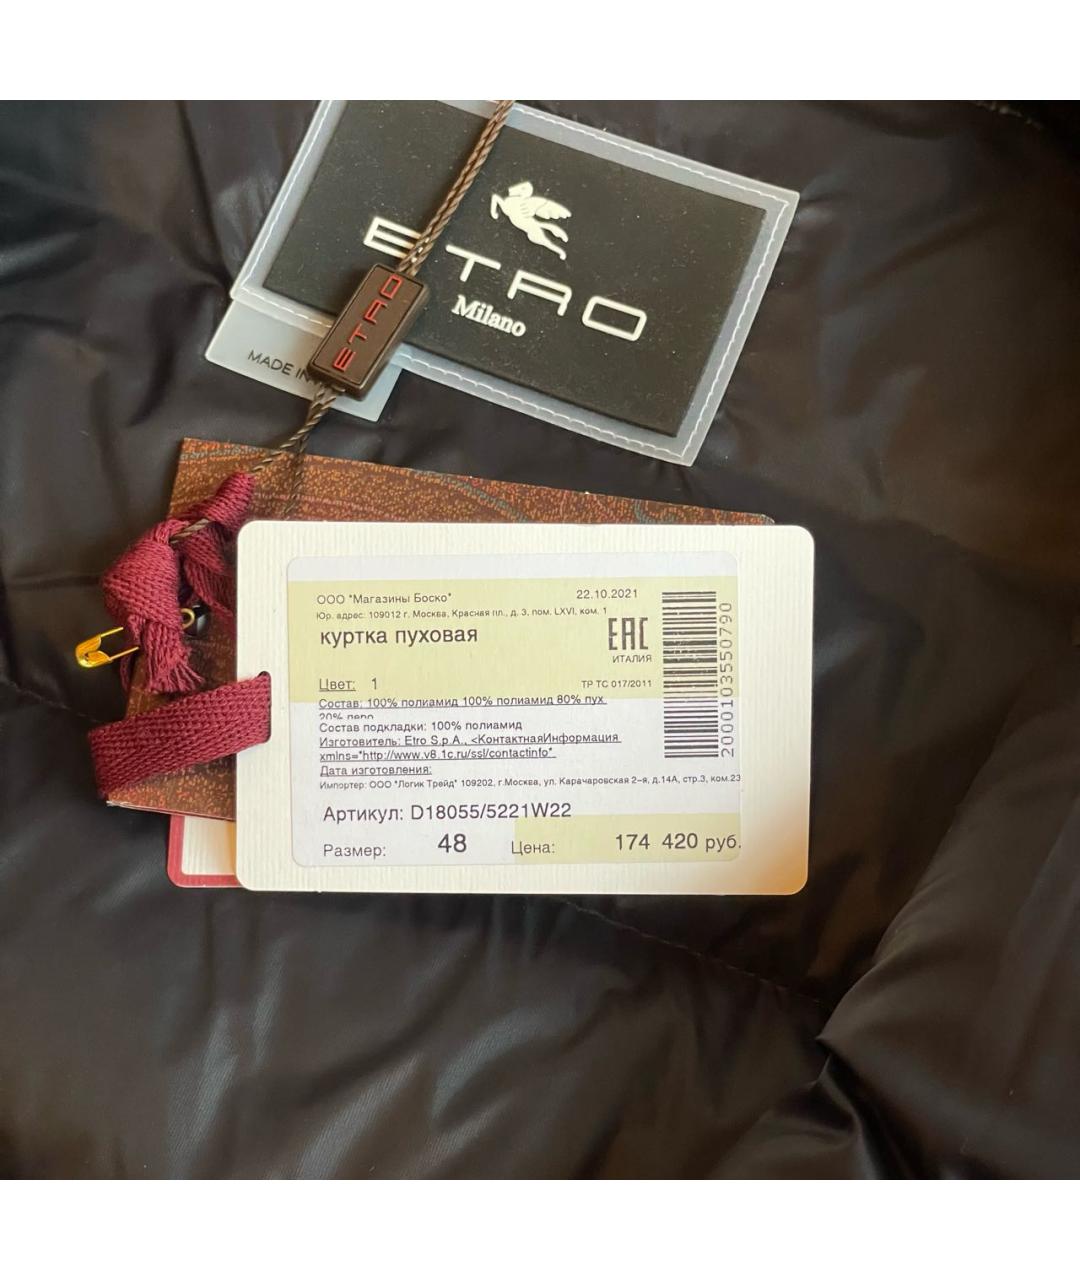 ETRO
Milano
ETRO
MADE IN
ООО "Магазины Боско"
22.10.2021
Юр. адрес: 109012 г. Москва, Красная пл., д. 3, пом. LXVI, ком. 1
куртка пуховая
EAC
ИТАЛИЯ
Цвет: 1
ТР ТС 017/2011
Состав: 100% полиамид 100% полиамид 80% пух
20% перо
Состав подкладки: 100% полиамид
Изготовитель: Etro S.p.A., <КонтактнаяИнформация
xmlns="http://www.v8.1c.ru/ssl/contactinfo"
Дата изготовления:
Импортер: ООО "Логик Трейд" 109202, г.Москва, ул. Карачаровская 2-я, д.14А, стр.3, ком.23
Артикул: D18055/5221W22
Размер: 48 Цена: 174 420 руб.
2000103550790